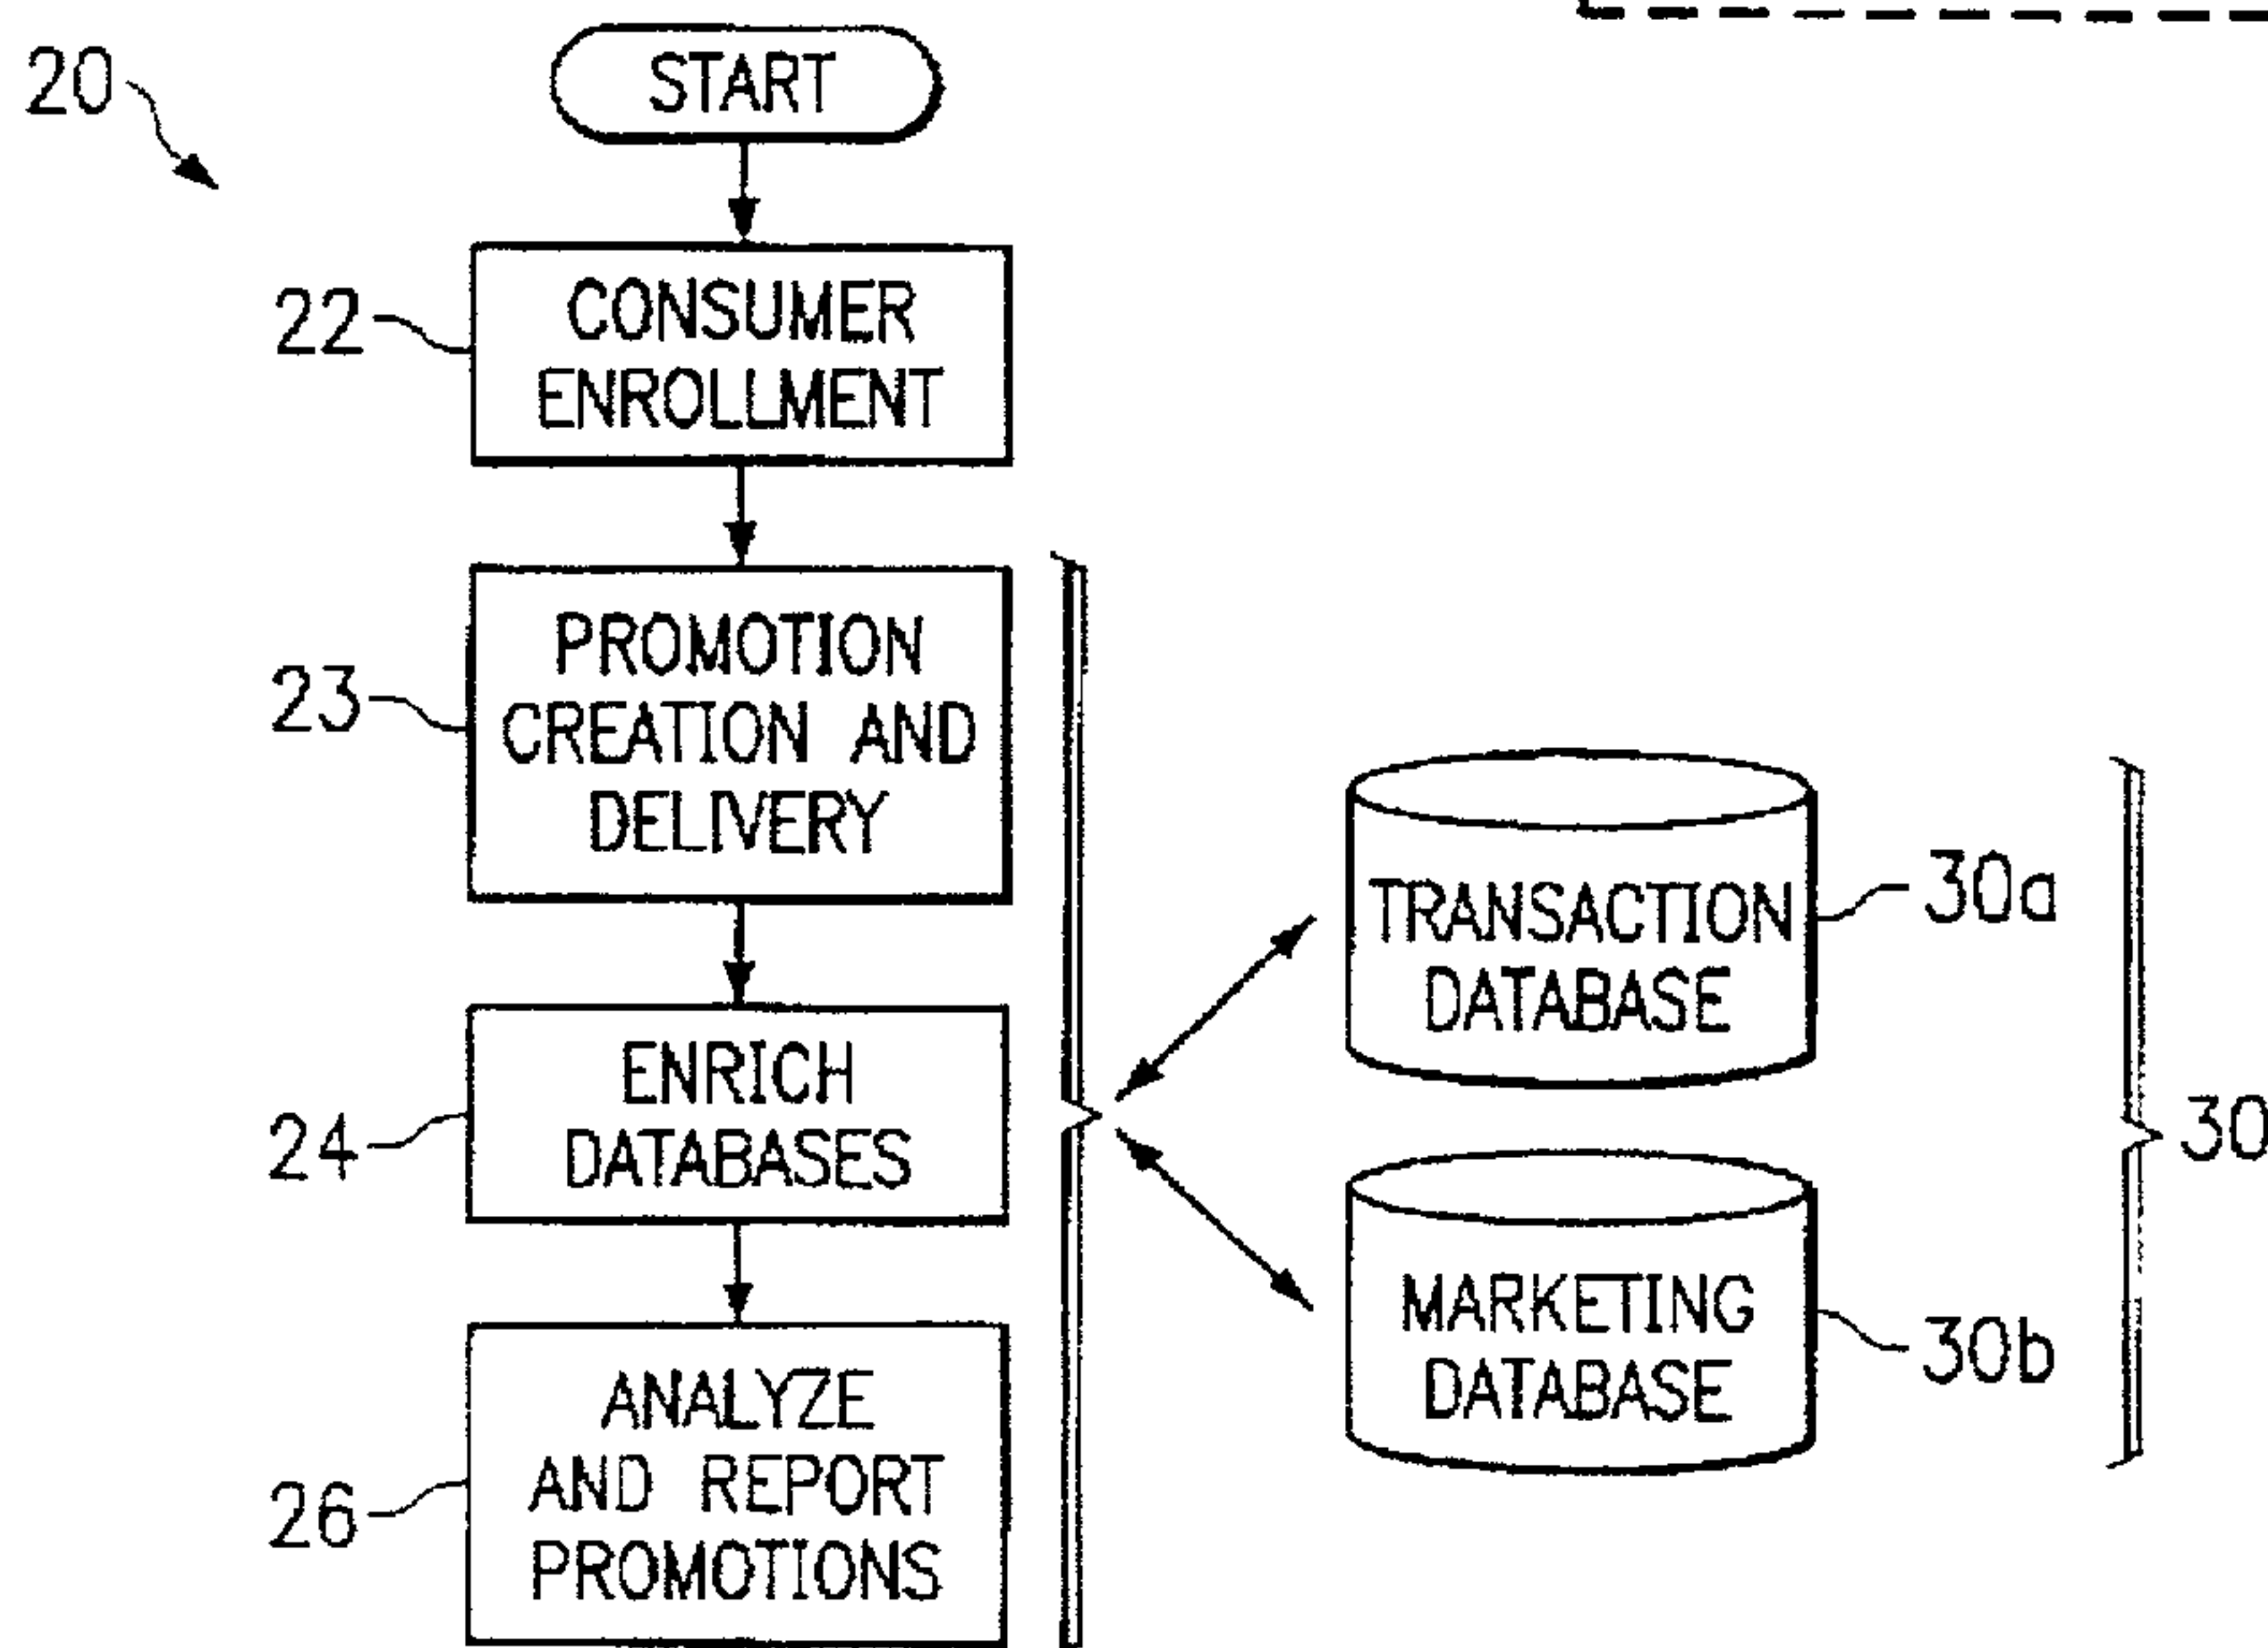 20
START
22
CONSUMER
ENROLLMENT
23
PROMOTION
CREATION AND
DELIVERY
24
ENRICH
DATABASES
26
ANALYZE
AND REPORT
PROMOTIONS
TRANSACTION
DATABASE
30a
MARKETING
DATABASE
30b
30